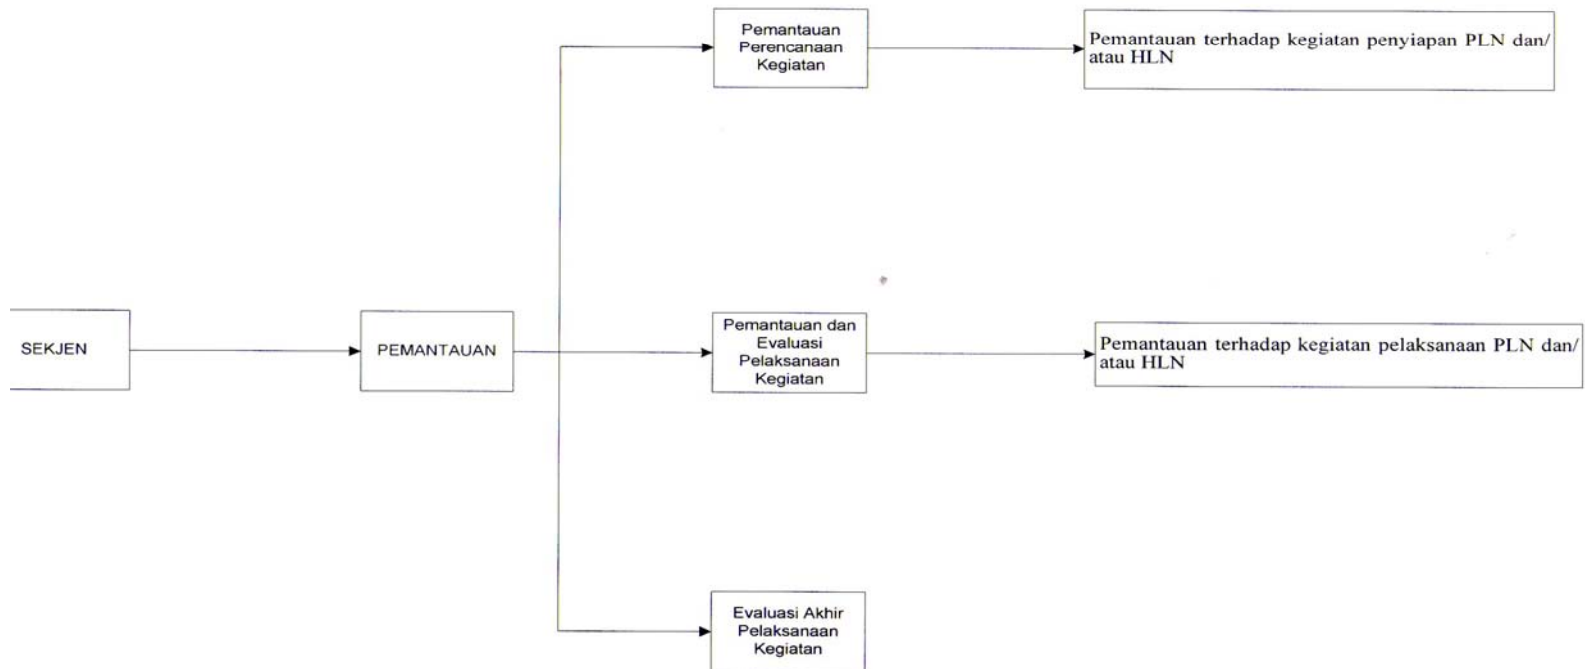 Pemantauan
Perencanaan
Kegiatan
Pemantauan terhadap kegiatan penyiapan PLN dan/
atau HLN
SEKJEN
PEMANTAUAN
Pemantauan dan
Evaluasi
Pelaksanaan
Kegiatan
Pemantauan terhadap kegiatan pelaksanaan PLN dan/
atau HLN
Evaluasi Akhir
Pelaksanaan
Kegiatan